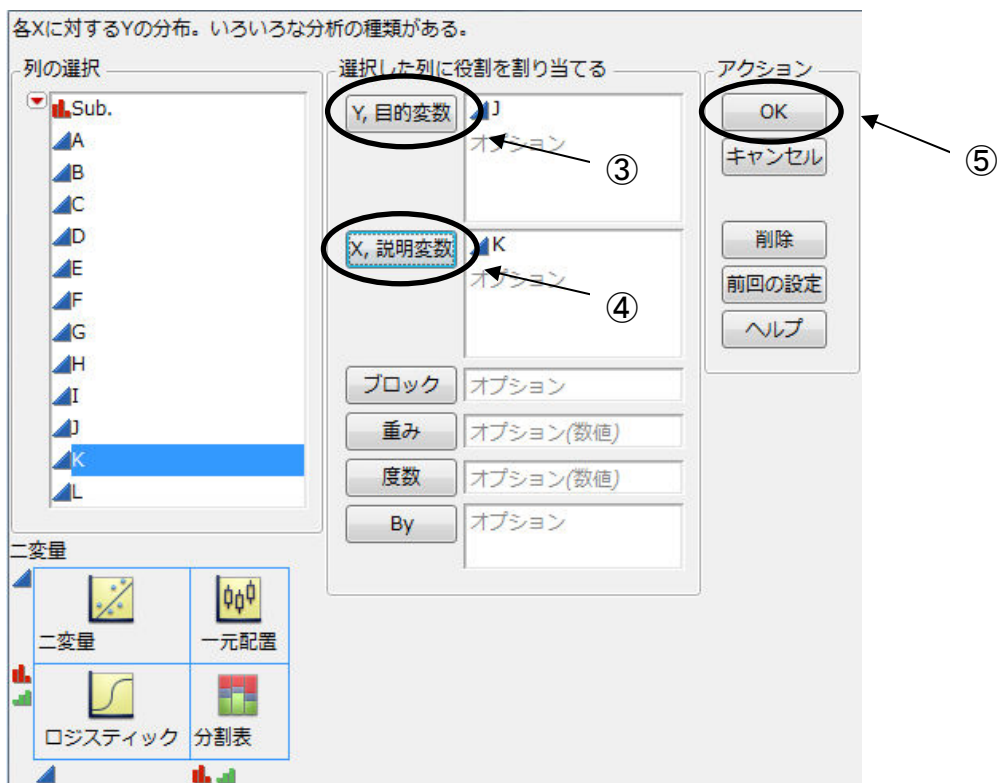 各Xに対するYの分布。いろいろな分析の種類がある。
列の選択
Sub.
A
B
C
D
E
F
G
H
I
J
K
L
選択した列に役割を割り当てる
Y, 目的変数
J
オプション
③
X, 説明変数
K
オプション
④
ブロック
オプション
重み
オプション(数値)
度数
オプション(数値)
By
オプション
アクション
OK
⑤
キャンセル
削除
前回の設定
ヘルプ
二変量
二変量
一元配置
ロジスティック
分割表